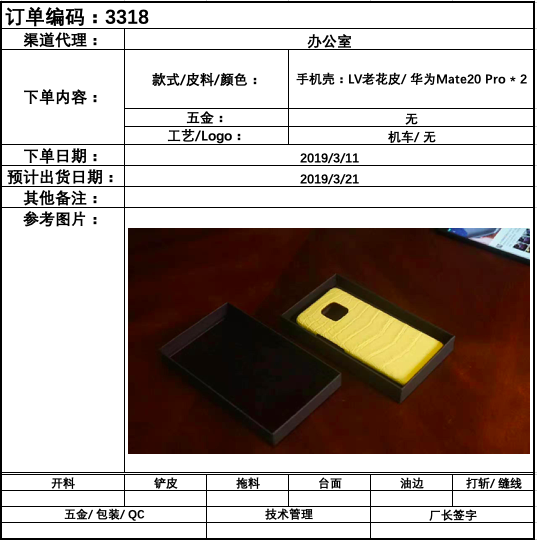 订单编码：3318
渠道代理： 办公室
下单内容： 款式/皮料/颜色： 手机壳：LV老花皮/ 华为Mate20 Pro * 2
五金： 无
工艺/Logo： 机车/ 无
下单日期： 2019/3/11
预计出货日期： 2019/3/21
其他备注：
参考图片：
开料 铲皮 拖料 台面 油边 打斩/ 缝线
五金/ 包装/ QC 技术管理 厂长签字